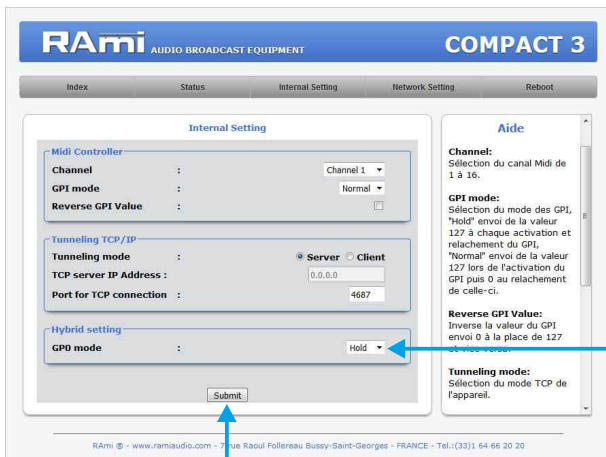 RAmi AUDIO BROADCAST EQUIPMENT
COMPACT 3
Index Status Internal Setting Network Setting Reboot
Internal Setting
Midi Controller
Channel : Channel 1
GPI mode : Normal
Reverse GPI Value :
Tunneling TCP/IP
Tunneling mode : Server Client
TCP server IP Address : 0.0.0.0
Port for TCP connection : 4687
Hybrid setting
GPO mode : Hold
Submit
Aide
Channel:
Sélection du canal Midi de
1 à 16.
GPI mode:
Sélection du mode des GPI,
"Hold" envoi de la valeur
127 à chaque activation et
relachement du GPI,
"Normal" envoi de la valeur
127 lors de l'activation du
GPI puis 0 au relachement
de celle-ci.
Reverse GPI Value:
Inverse la valeur du GPI
envoi 0 à la place de 127
et vice versa.
Tunneling mode:
Sélection du mode TCP de
l'appareil.
RAmi ® - www.ramiaudio.com - 7 rue Raoul Follereau Bussy-Saint-Georges - FRANCE - Tel.:(33)1 64 66 20 20